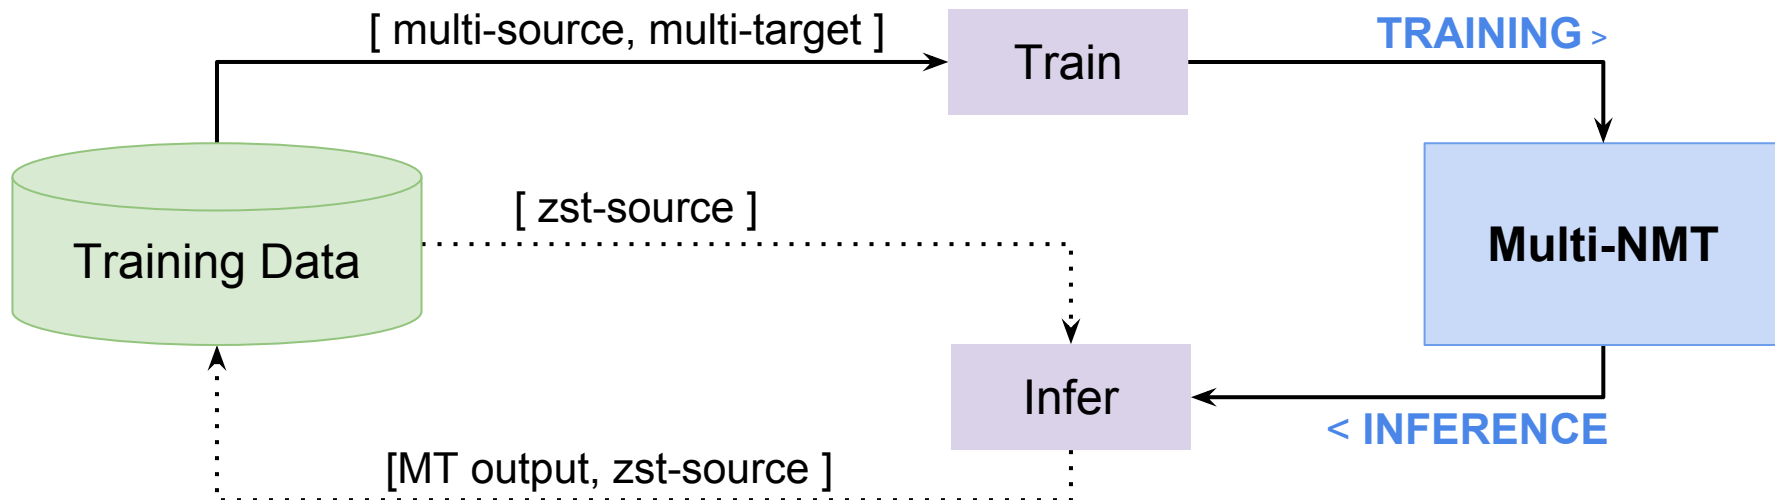 [ multi-source, multi-target ]
Train
TRAINING >
Training Data
[ zst-source ]
Multi-NMT
Infer
< INFERENCE
[MT output, zst-source ]